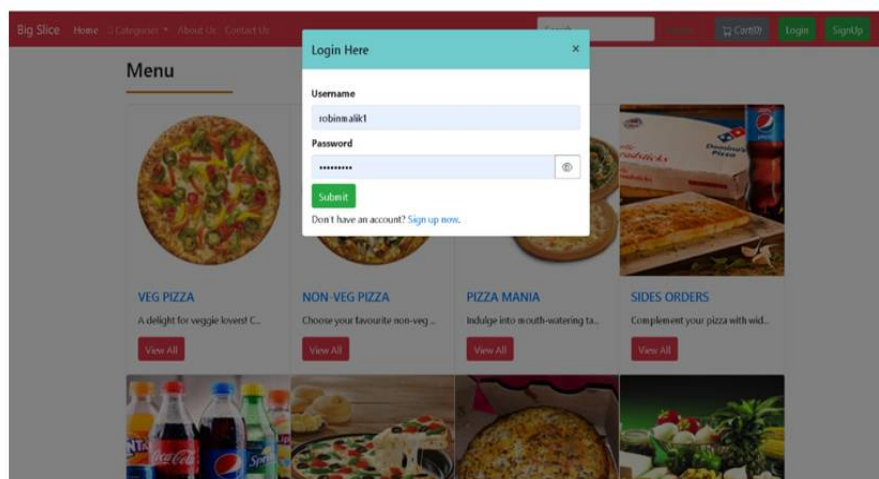 Big Slice Home Categories About Us Contact Us Cart(0) Login SignUp
Login Here ×
Menu
Username
robinmalik1
Password
•••••••••
Submit
Don't have an account? Sign up now.
VEG PIZZA NON-VEG PIZZA PIZZA MANIA SIDES ORDERS
A delight for veggie lovers! C... Choose your favourite non-veg ... Indulge into mouth-watering ta... Complement your pizza with wid...
View All View All View All View All
Coca-Cola